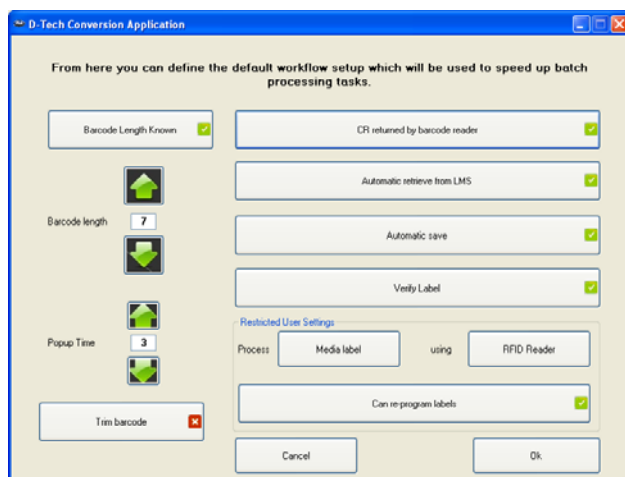 D-Tech Conversion Application
From here you can define the default workflow setup which will be used to speed up batch
processing tasks.
Barcode Length Known
CR returned by barcode reader
Automatic retrieve from LMS
Barcode length 7
Automatic save
Verify Label
Restricted User Settings
Popup Time 3
Process Media label using RFID Reader
Can re-program labels
Trim barcode
Cancel Ok